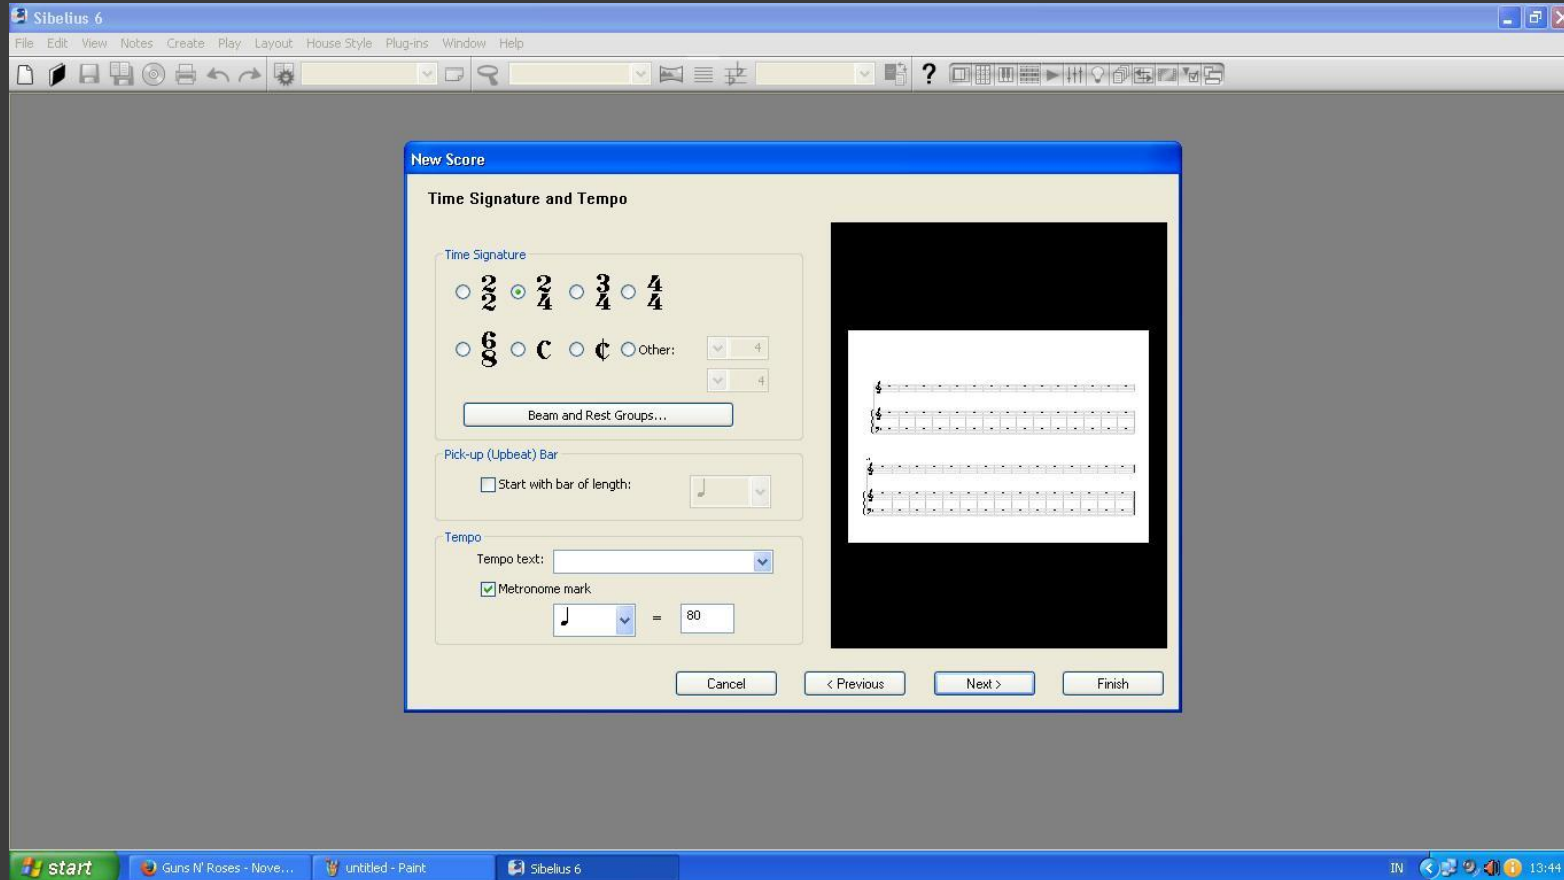 Sibelius 6
File Edit View Notes Create Play Layout House Style Plug-ins Window Help
New Score
Time Signature and Tempo
Time Signature
2 2 3 4
2 4 4 4
6 C ¢ Other: 4
8 4
Beam and Rest Groups...
Pick-up (Upbeat) Bar
Start with bar of length:
Tempo
Tempo text:
Metronome mark
= 80
Cancel < Previous Next > Finish
start Guns N' Roses - Nove... untitled - Paint Sibelius 6 IN 13:44